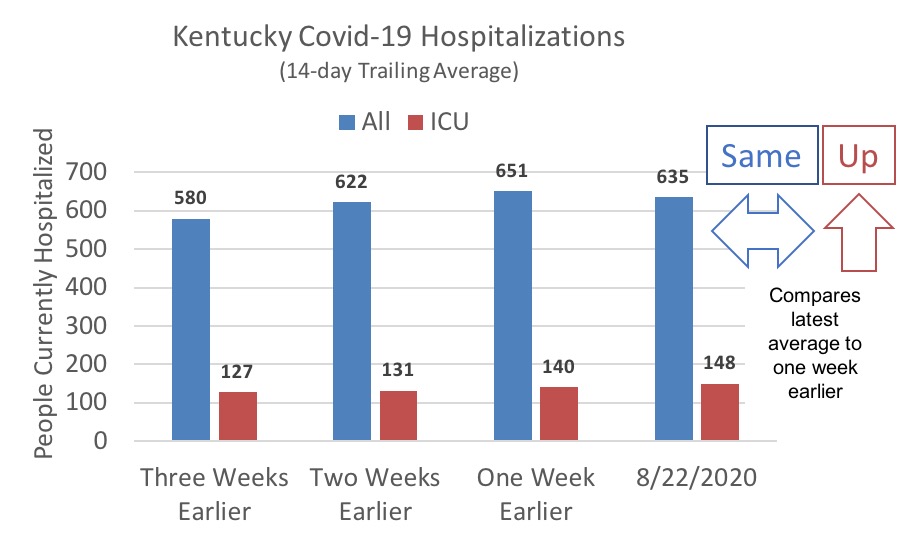 Kentucky Covid-19 Hospitalizations
(14-day Trailing Average)
All ICU
People Currently Hospitalized
700
600
500
400
300
200
100
0
580
127
622
131
651
140
635
148
Three Weeks
Earlier
Two Weeks
Earlier
One Week
Earlier
8/22/2020
Same
Up
Compares
latest
average to
one week
earlier